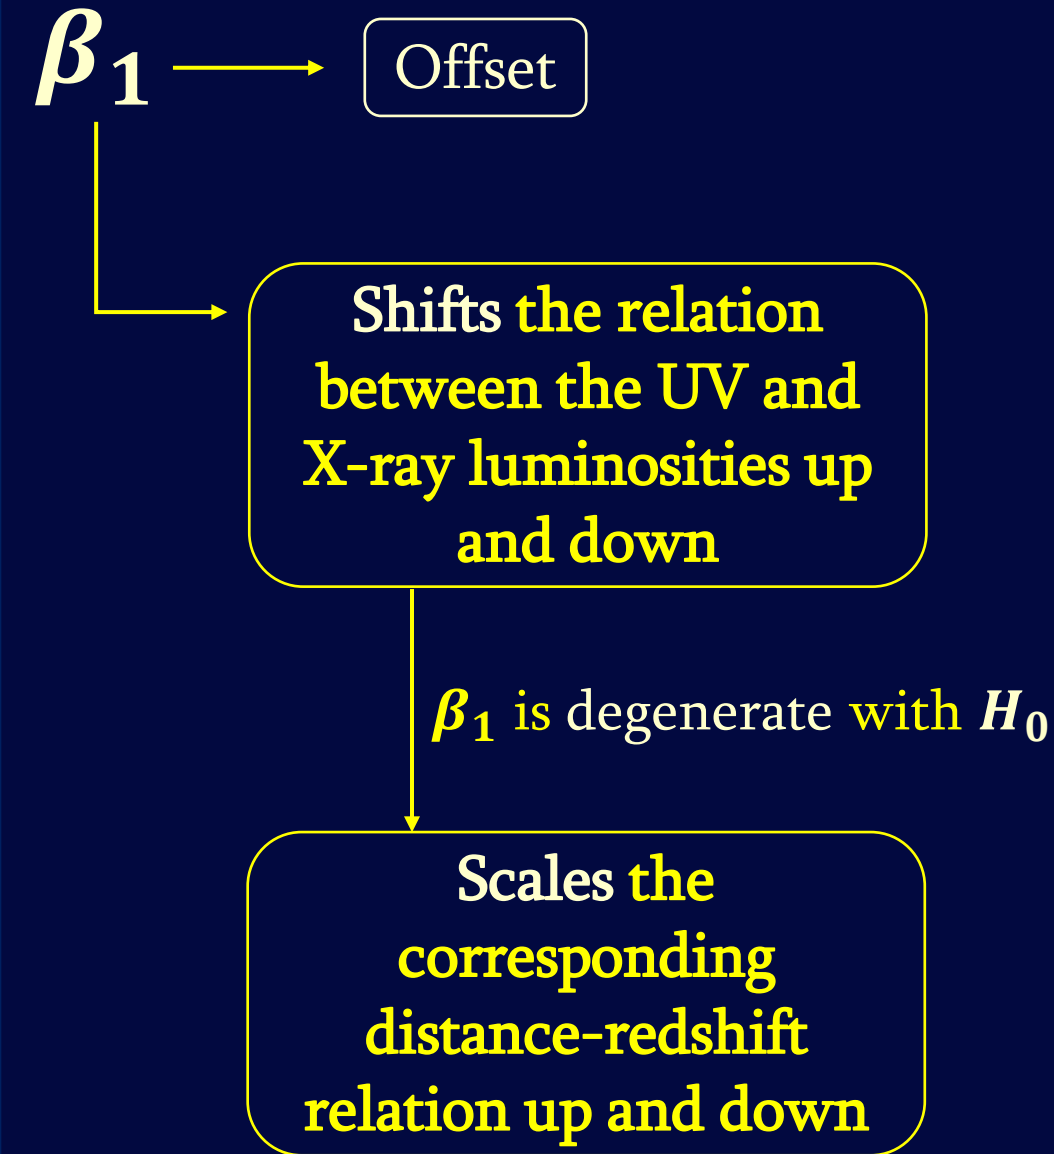 β₁
Offset
Shifts the relation
between the UV and
X-ray luminosities up
and down
β₁ is degenerate with H₀
Scales the
corresponding
distance-redshift
relation up and down